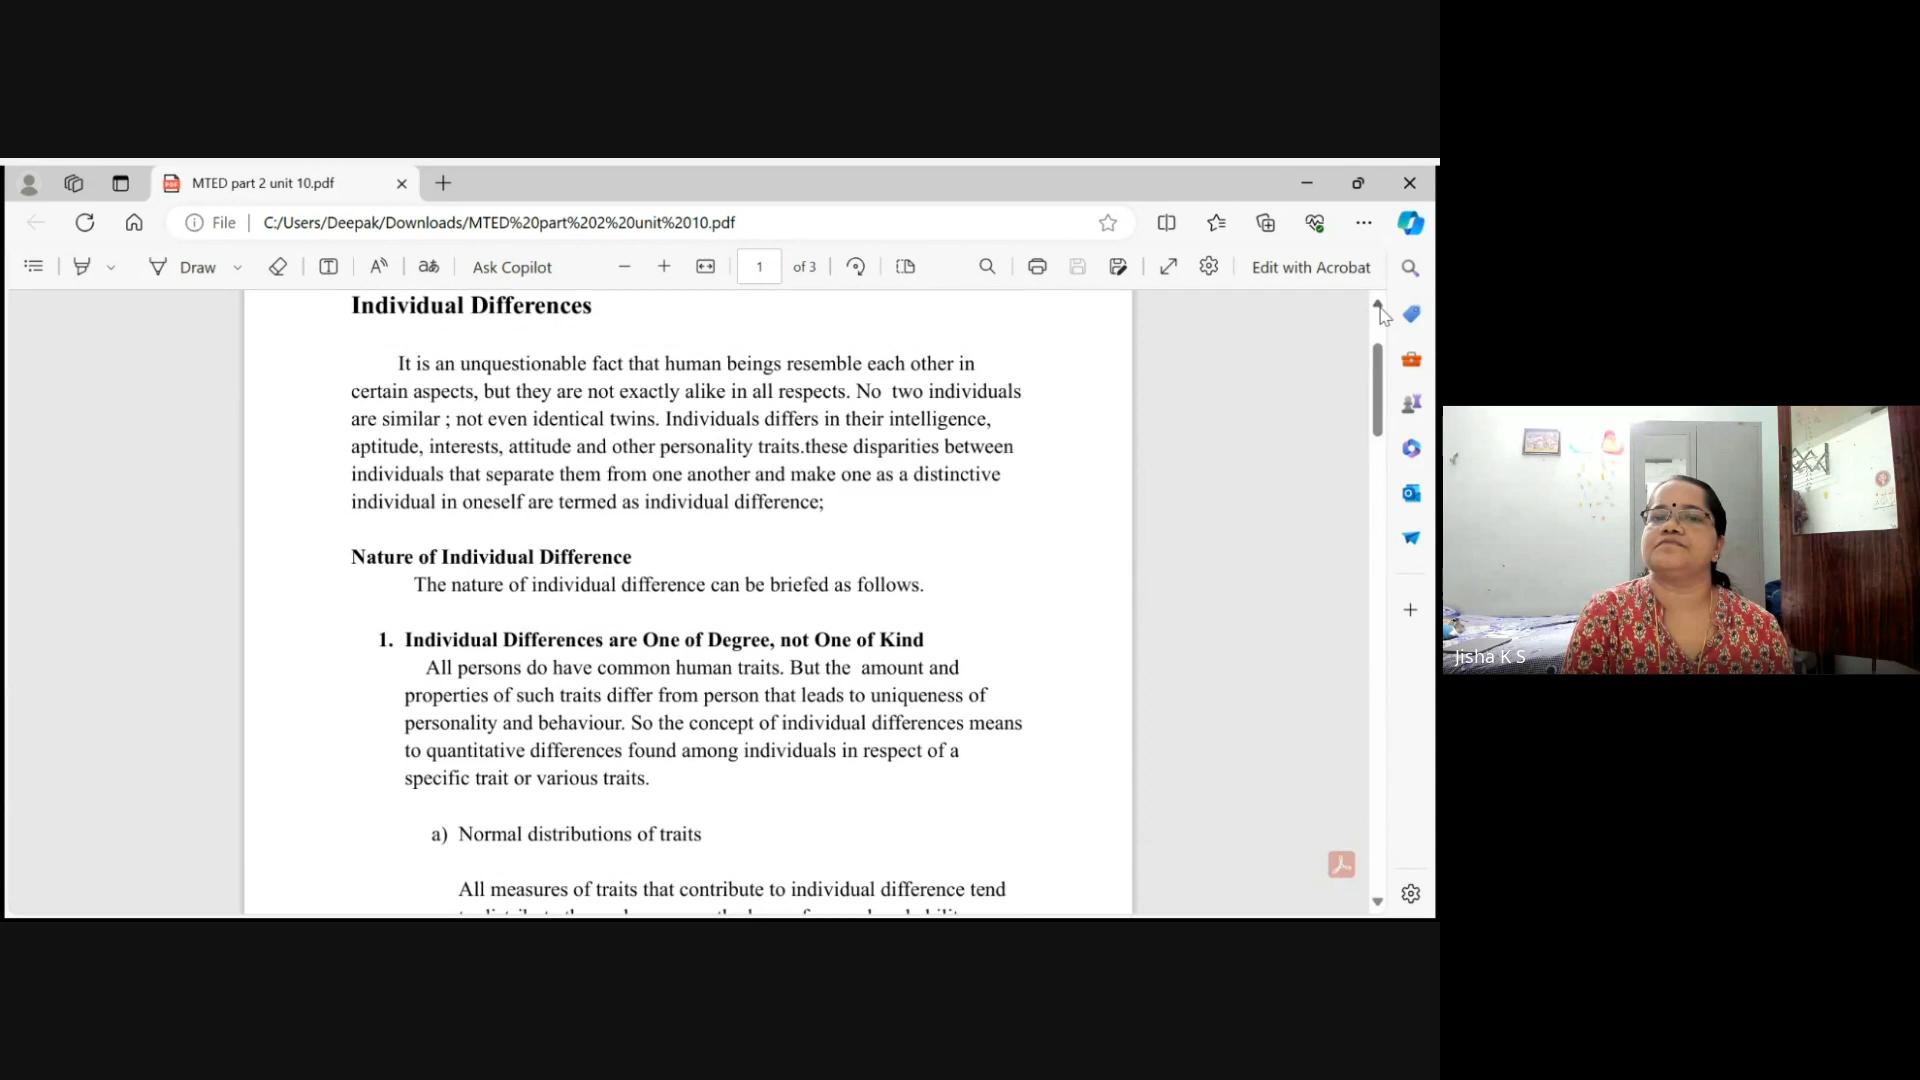 MTED part 2 unit 10.pdf
File
C:/Users/Deepak/Downloads/MTED%20part%202%20unit%2010.pdf
Draw
Ask Copilot
1 of 3
Edit with Acrobat
Individual Differences
It is an unquestionable fact that human beings resemble each other in
certain aspects, but they are not exactly alike in all respects. No two individuals
are similar ; not even identical twins. Individuals differs in their intelligence,
aptitude, interests, attitude and other personality traits.these disparities between
individuals that separate them from one another and make one as a distinctive
individual in oneself are termed as individual difference;
Nature of Individual Difference
The nature of individual difference can be briefed as follows.
1. Individual Differences are One of Degree, not One of Kind
All persons do have common human traits. But the amount and
properties of such traits differ from person that leads to uniqueness of
personality and behaviour. So the concept of individual differences means
to quantitative differences found among individuals in respect of a
specific trait or various traits.
a) Normal distributions of traits
All measures of traits that contribute to individual difference tend
Jisha K S